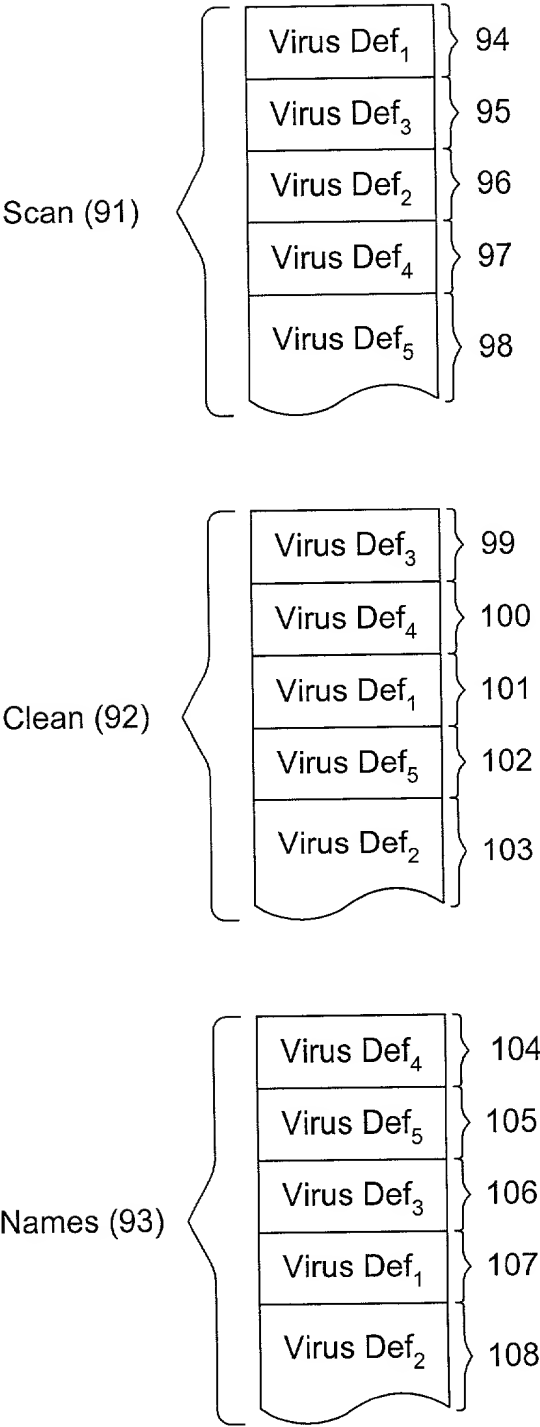 Virus Def1 94
Virus Def3 95
Virus Def2 96
Scan (91)
Virus Def4 97
Virus Def5 98
Virus Def3 99
Virus Def4 100
Virus Def1 101
Clean (92)
Virus Def5 102
Virus Def2 103
Virus Def4 104
Virus Def5 105
Virus Def3 106
Names (93)
Virus Def1 107
Virus Def2 108